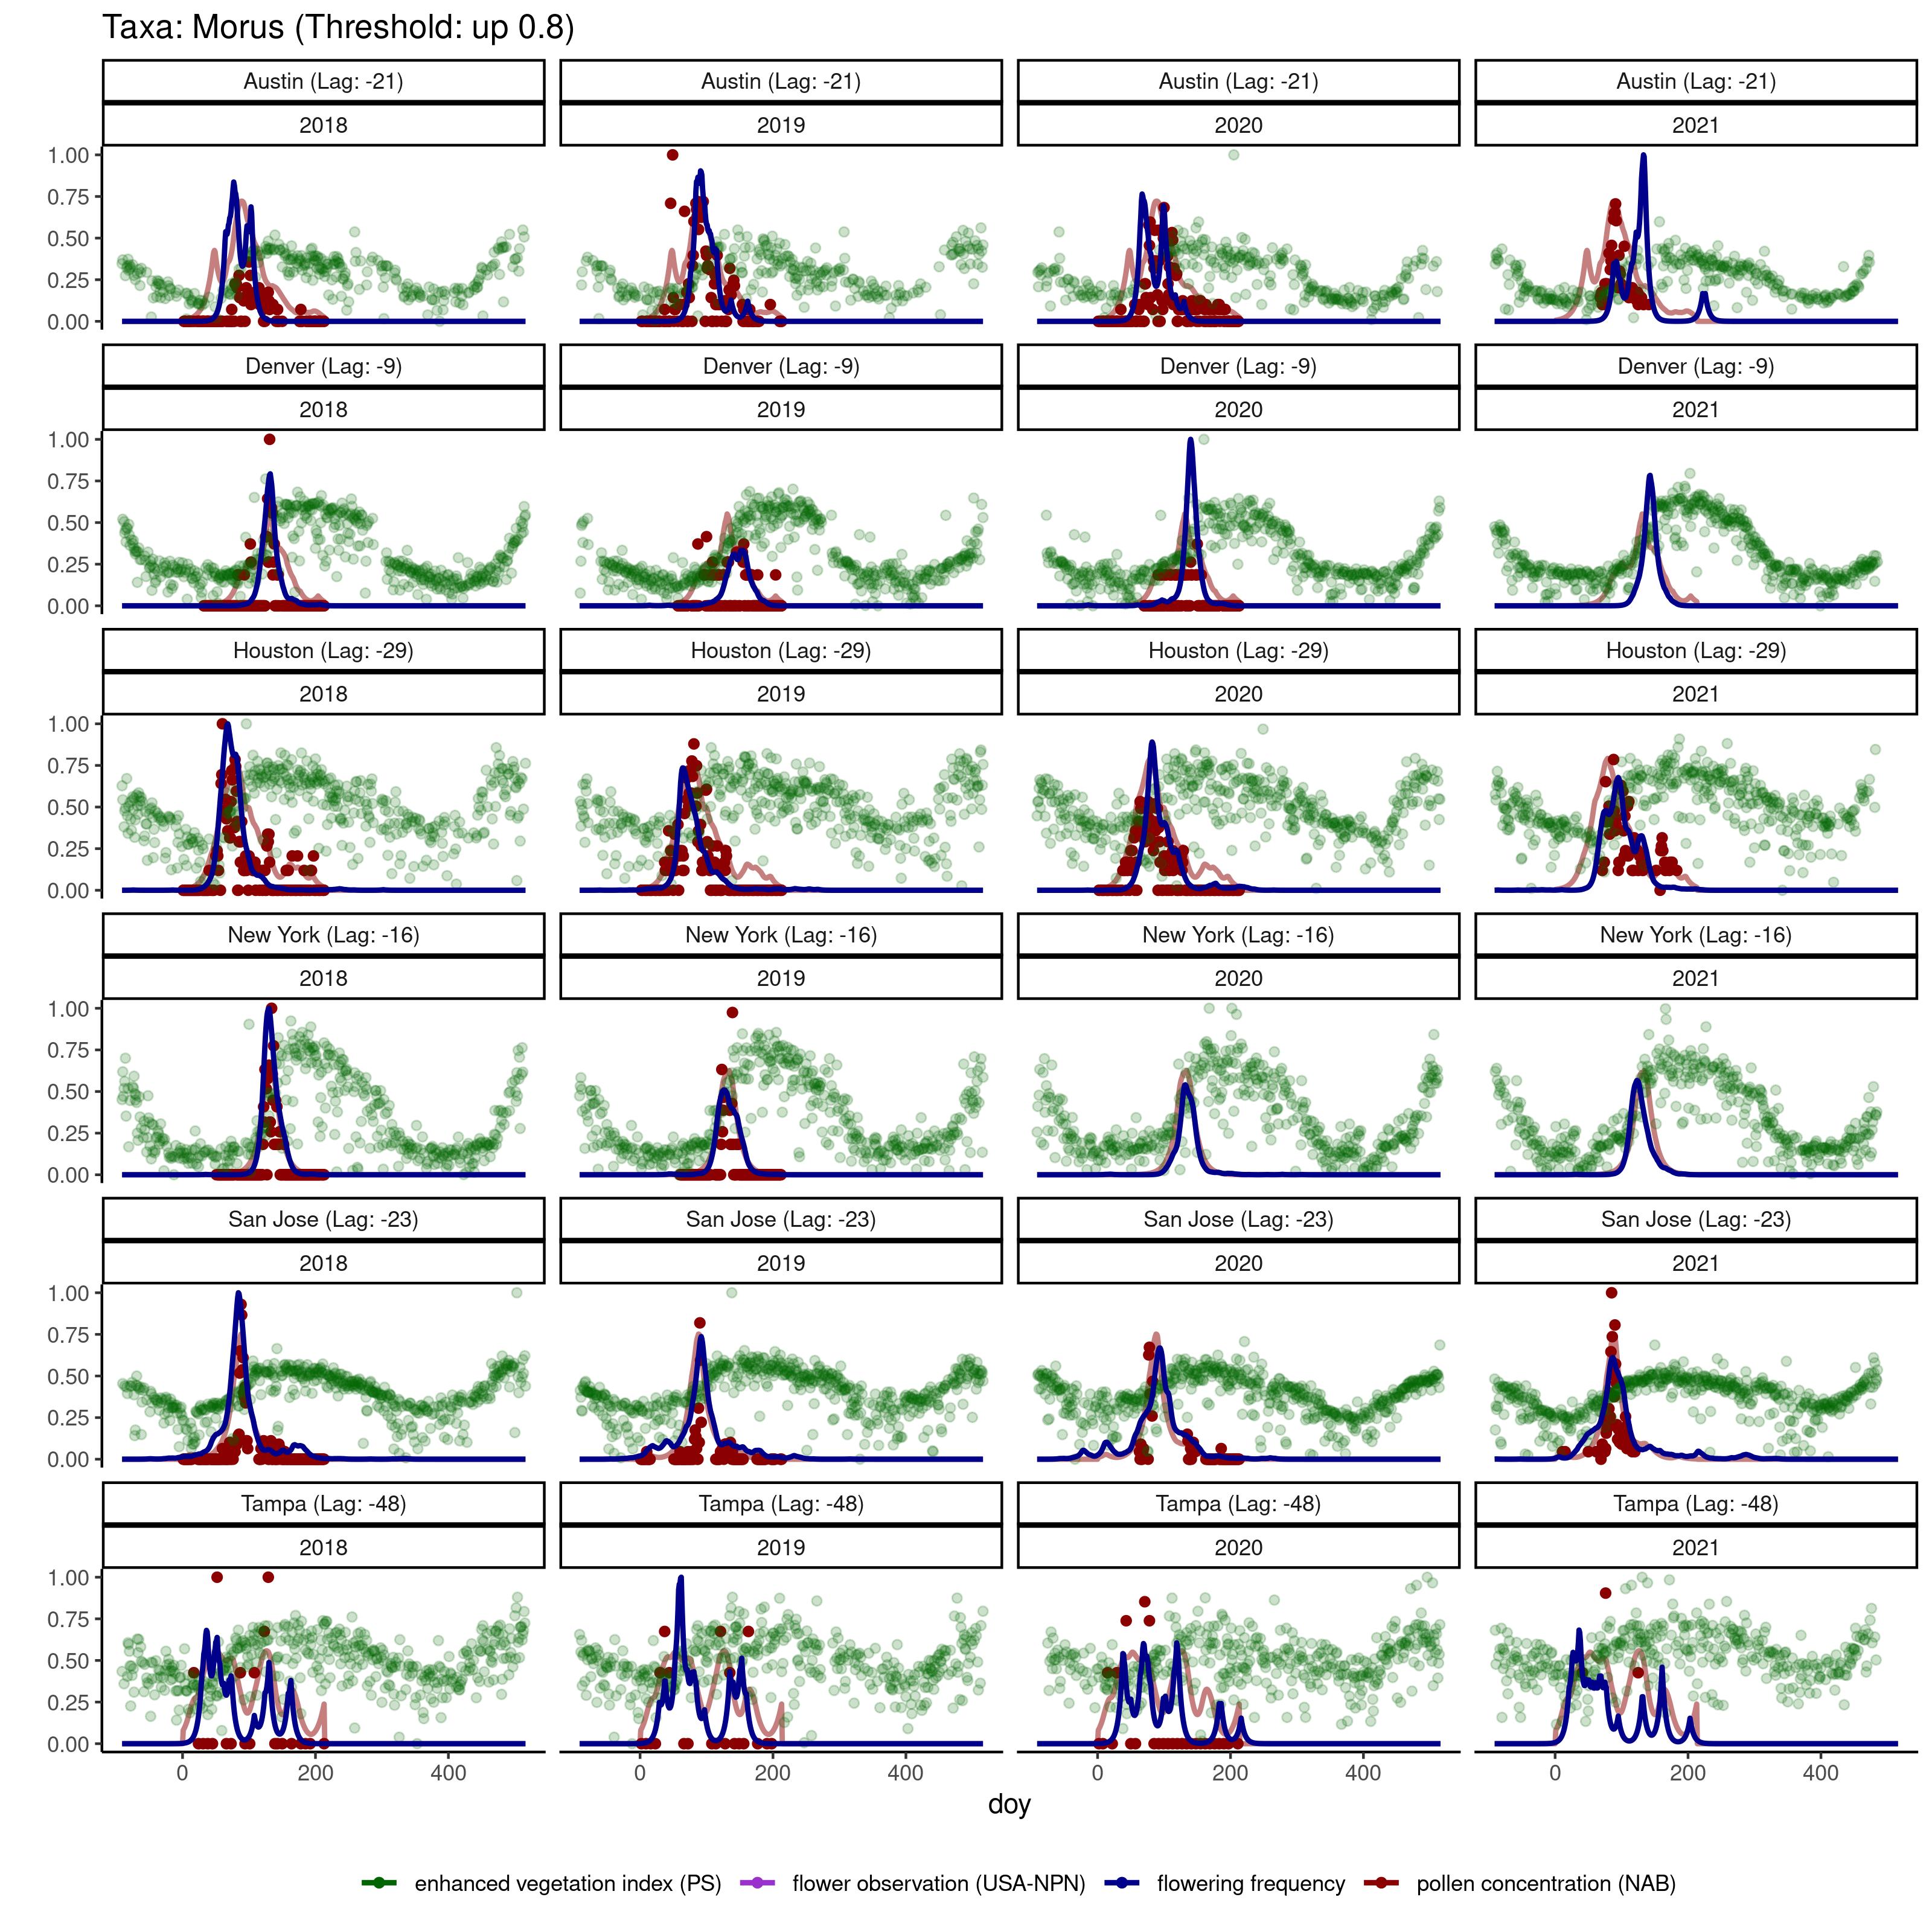 Taxa: Morus (Threshold: up 0.8)
Austin (Lag: -21) Austin (Lag: -21) Austin (Lag: -21) Austin (Lag: -21)
2018 2019 2020 2021
1.00
0.75
0.50
0.25
0.00
Denver (Lag: -9) Denver (Lag: -9) Denver (Lag: -9) Denver (Lag: -9)
2018 2019 2020 2021
1.00
0.75
0.50
0.25
0.00
Houston (Lag: -29) Houston (Lag: -29) Houston (Lag: -29) Houston (Lag: -29)
2018 2019 2020 2021
1.00
0.75
0.50
0.25
0.00
New York (Lag: -16) New York (Lag: -16) New York (Lag: -16) New York (Lag: -16)
2018 2019 2020 2021
1.00
0.75
0.50
0.25
0.00
San Jose (Lag: -23) San Jose (Lag: -23) San Jose (Lag: -23) San Jose (Lag: -23)
2018 2019 2020 2021
1.00
0.75
0.50
0.25
0.00
Tampa (Lag: -48) Tampa (Lag: -48) Tampa (Lag: -48) Tampa (Lag: -48)
2018 2019 2020 2021
1.00
0.75
0.50
0.25
0.00
0 200 400 0 200 400 0 200 400 0 200 400
doy
enhanced vegetation index (PS) flower observation (USA-NPN) flowering frequency pollen concentration (NAB)